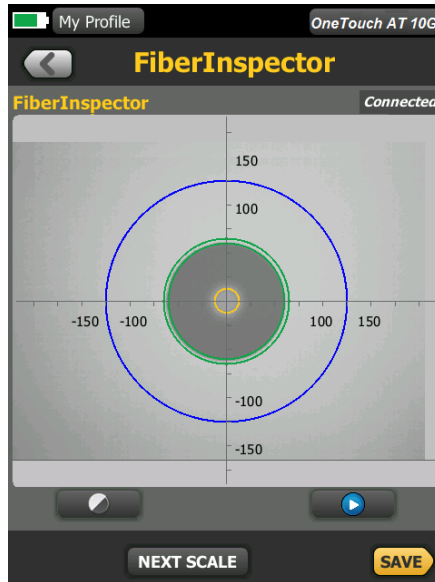 My Profile
OneTouch AT 10G
FiberInspector
FiberInspector
Connected
150
100
-150 -100 100 150
-100
-150
NEXT SCALE
SAVE